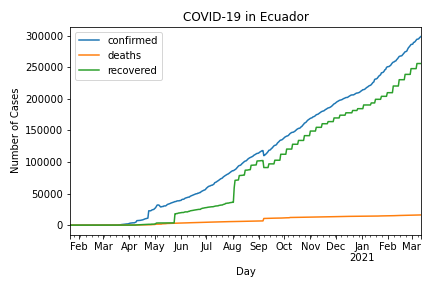 COVID-19 in Ecuador
confirmed
deaths
recovered
300000
250000
200000
150000
100000
50000
0
Number of Cases
Feb Mar Apr May Jun Jul Aug Sep Oct Nov Dec Jan Feb Mar
2021
Day